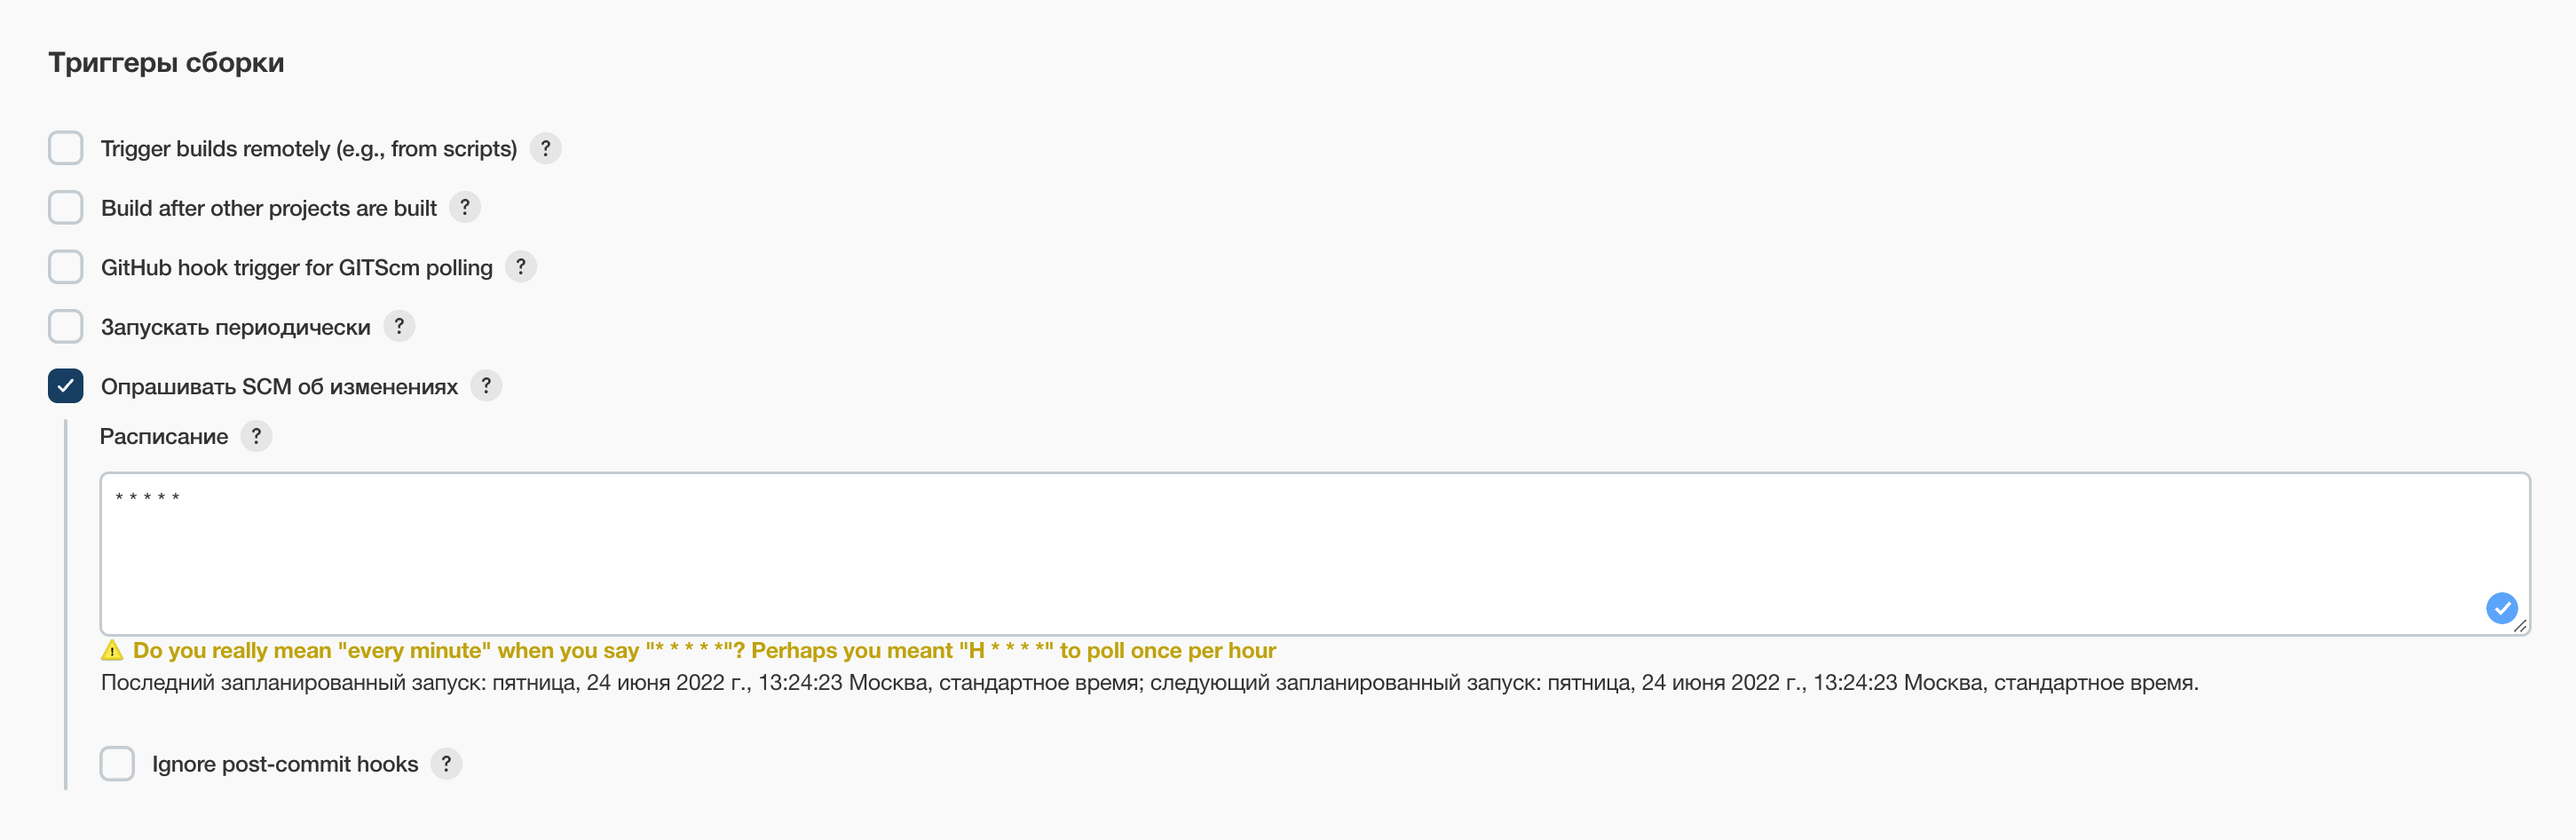 Триггеры сборки
Trigger builds remotely (e.g., from scripts) ?
Build after other projects are built ?
GitHub hook trigger for GITScm polling ?
Запускать периодически ?
Опрашивать SCM об изменениях ?
Расписание ?
* * * * *
Do you really mean "every minute" when you say "* * * * *"? Perhaps you meant "H * * * *" to poll once per hour
Последний запланированный запуск: пятница, 24 июня 2022 г., 13:24:23 Москва, стандартное время; следующий запланированный запуск: пятница, 24 июня 2022 г., 13:24:23 Москва, стандартное время.
Ignore post-commit hooks ?